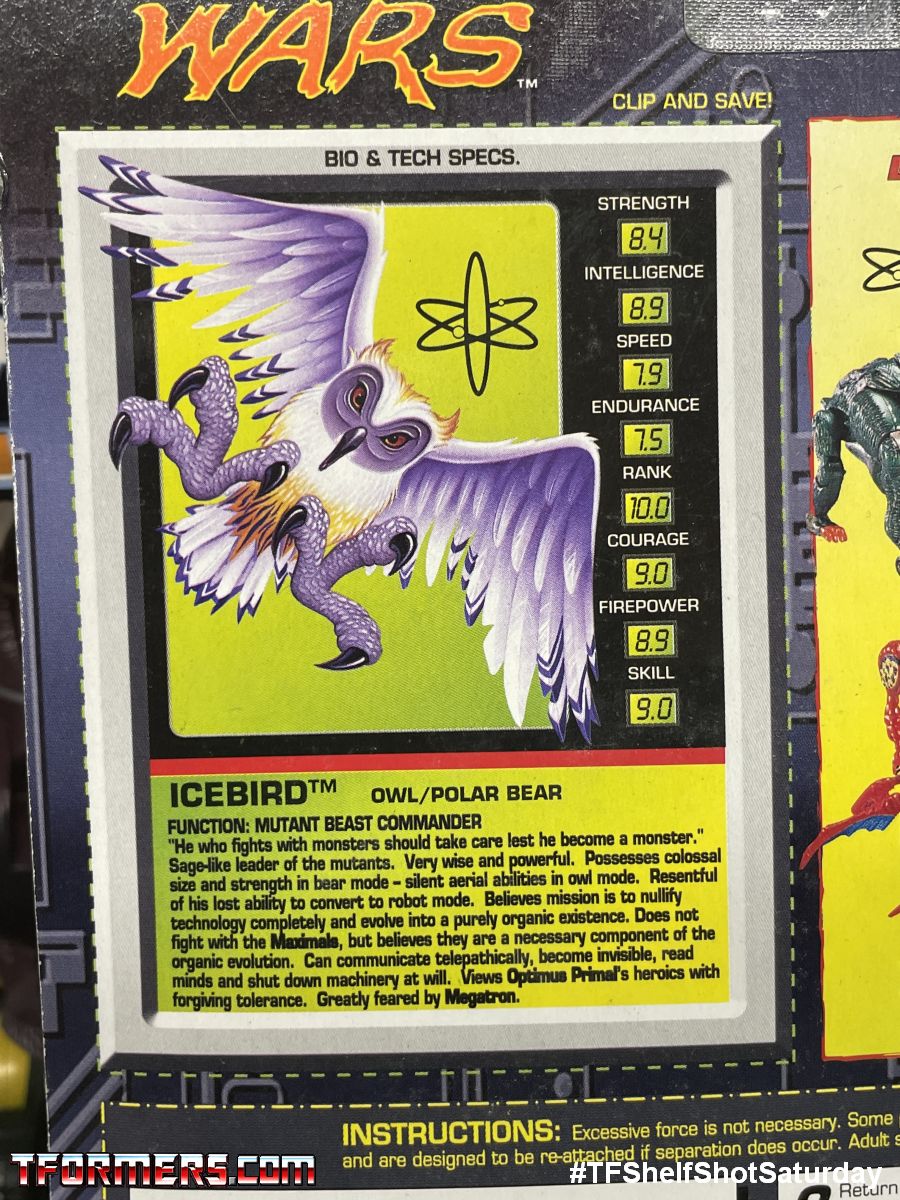 WARS™
CLIP AND SAVE!
BIO & TECH SPECS.
STRENGTH
8.4
INTELLIGENCE
8.9
SPEED
7.9
ENDURANCE
7.5
RANK
10.0
COURAGE
9.0
FIREPOWER
8.9
SKILL
9.0
ICEBIRD™ OWL/POLAR BEAR
FUNCTION: MUTANT BEAST COMMANDER
"He who fights with monsters should take care lest he become a monster."
Sage-like leader of the mutants. Very wise and powerful. Possesses colossal
size and strength in bear mode – silent aerial abilities in owl mode. Resentful
of his lost ability to convert to robot mode. Believes mission is to nullify
technology completely and evolve into a purely organic existence. Does not
fight with the Maximals, but believes they are a necessary component of the
organic evolution. Can communicate telepathically, become invisible, read
minds and shut down machinery at will. Views Optimus Primal's heroics with
forgiving tolerance. Greatly feared by Megatron.
INSTRUCTIONS: Excessive force is not necessary. Some
and are designed to be re-attached if separation does occur. Adult
TFORMERS.COM
#TFShelfShotSaturday
Return